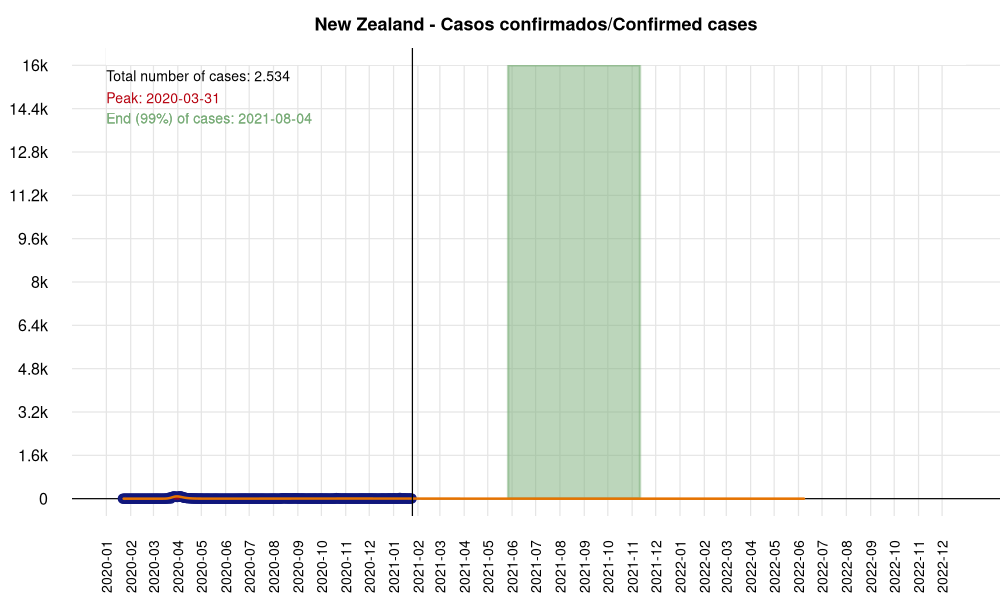 New Zealand - Casos confirmados/Confirmed cases
Total number of cases: 2.534
Peak: 2020-03-31
End (99%) of cases: 2021-08-04
16k
14.4k
12.8k
11.2k
9.6k
8k
6.4k
4.8k
3.2k
1.6k
0
2020-01
2020-02
2020-03
2020-04
2020-05
2020-06
2020-07
2020-08
2020-09
2020-10
2020-11
2020-12
2021-01
2021-02
2021-03
2021-04
2021-05
2021-06
2021-07
2021-08
2021-09
2021-10
2021-11
2021-12
2022-01
2022-02
2022-03
2022-04
2022-05
2022-06
2022-07
2022-08
2022-09
2022-10
2022-11
2022-12